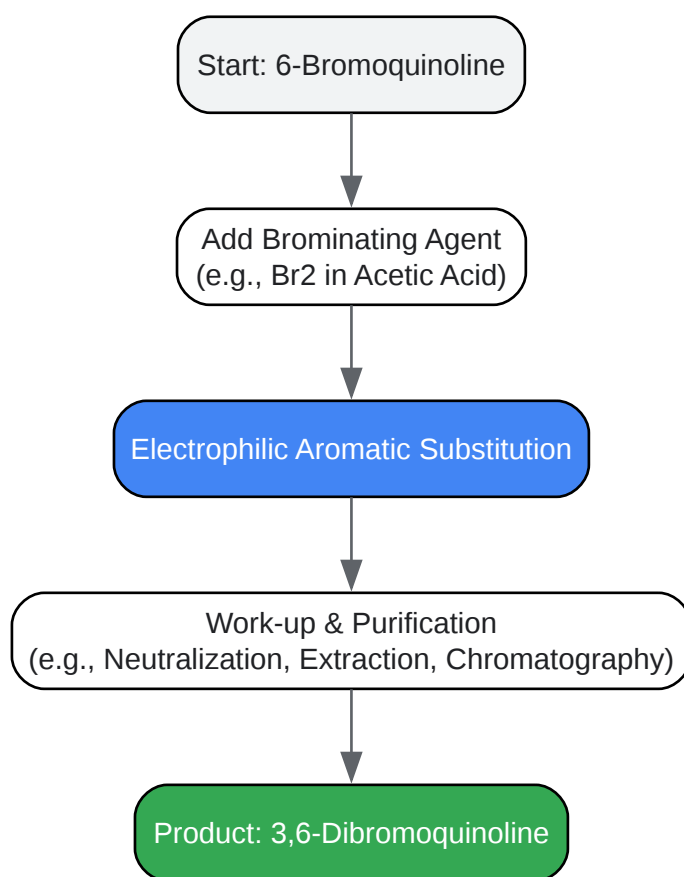 Start: 6-Bromoquinoline
Add Brominating Agent
(e.g., Br2 in Acetic Acid)
Electrophilic Aromatic Substitution
Work-up & Purification
(e.g., Neutralization, Extraction, Chromatography)
Product: 3,6-Dibromoquinoline